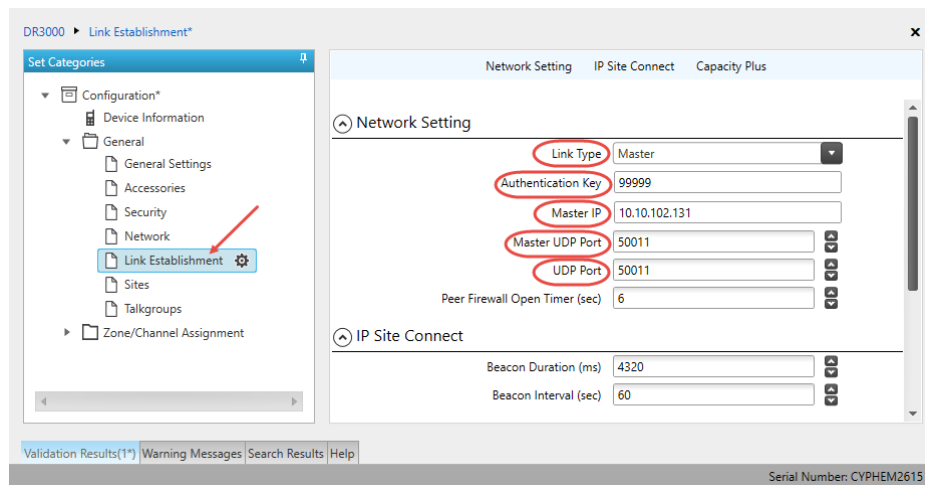 DR3000 Link Establishment*
Set Categories
Configuration*
Device Information
General
General Settings
Accessories
Security
Network
Link Establishment
Sites
Talkgroups
Zone/Channel Assignment
Network Setting IP Site Connect Capacity Plus
Network Setting
Link Type Master
Authentication Key 99999
Master IP 10.10.102.131
Master UDP Port 50011
UDP Port 50011
Peer Firewall Open Timer (sec) 6
IP Site Connect
Beacon Duration (ms) 4320
Beacon Interval (sec) 60
Validation Results(1*) Warning Messages Search Results Help
Serial Number: CYPHEM2615